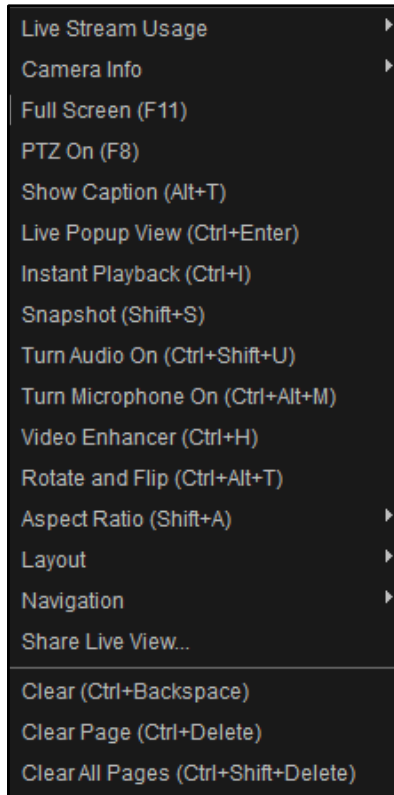 Live Stream Usage
Camera Info
Full Screen (F11)
PTZ On (F8)
Show Caption (Alt+T)
Live Popup View (Ctrl+Enter)
Instant Playback (Ctrl+I)
Snapshot (Shift+S)
Turn Audio On (Ctrl+Shift+U)
Turn Microphone On (Ctrl+Alt+M)
Video Enhancer (Ctrl+H)
Rotate and Flip (Ctrl+Alt+T)
Aspect Ratio (Shift+A)
Layout
Navigation
Share Live View...
Clear (Ctrl+Backspace)
Clear Page (Ctrl+Delete)
Clear All Pages (Ctrl+Shift+Delete)